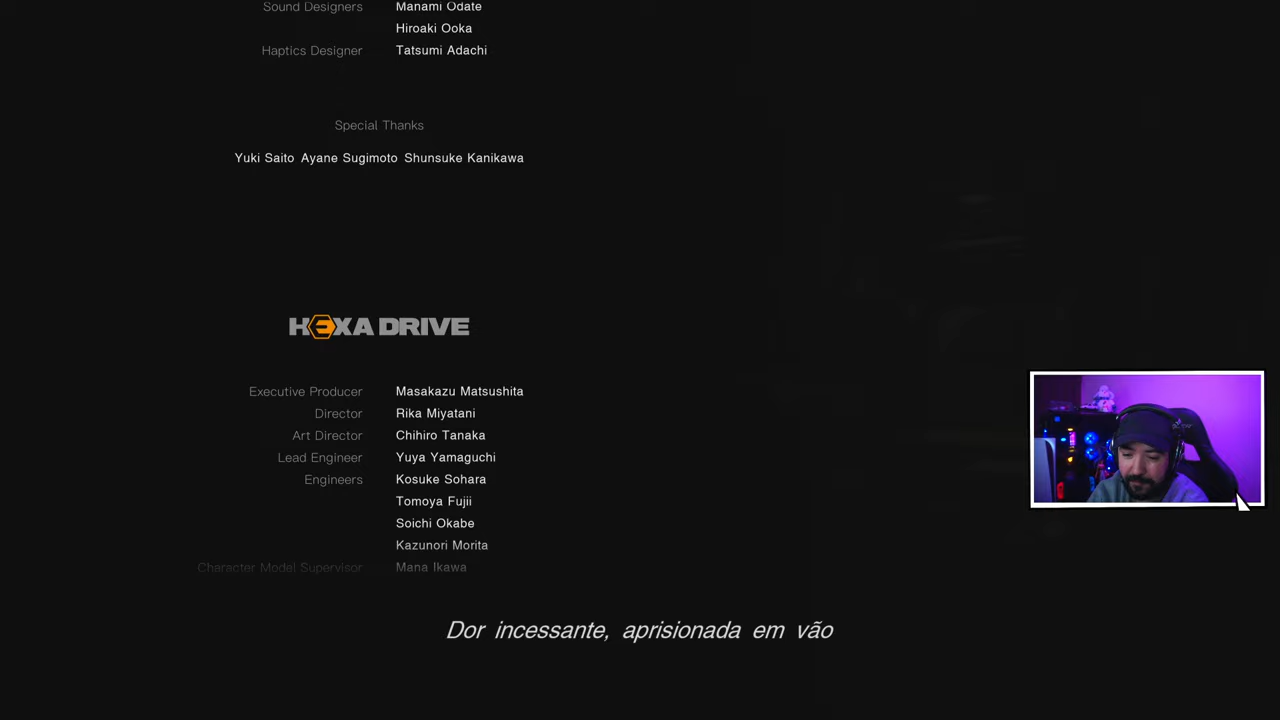 Sound Designers Manami Odate
Hiroaki Ooka
Haptics Designer Tatsumi Adachi
Special Thanks
Yuki Saito Ayane Sugimoto Shunsuke Kanikawa
HEXA DRIVE
Executive Producer Masakazu Matsushita
Director Rika Miyatani
Art Director Chihiro Tanaka
Lead Engineer Yuya Yamaguchi
Engineers Kosuke Sohara
Tomoya Fujii
Soichi Okabe
Kazunori Morita
Character Model Supervisor Mana Ikawa
Dor incessante, aprisionada em vão